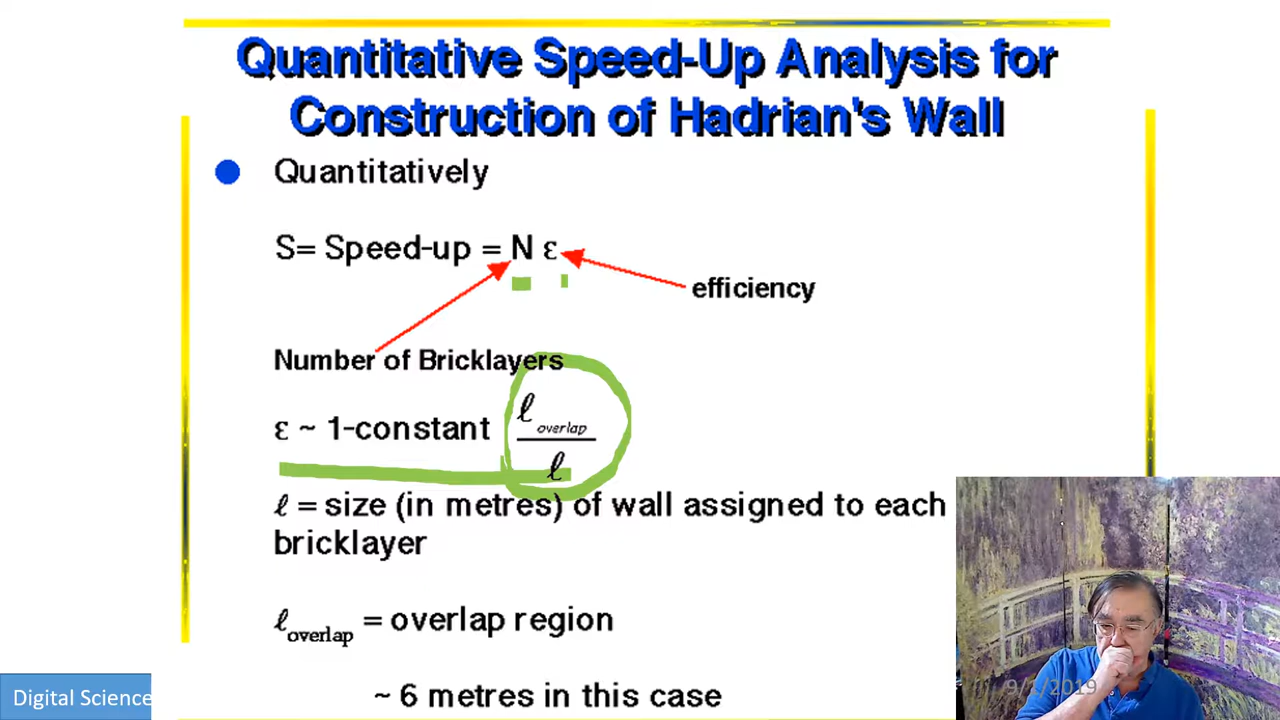 Quantitative Speed-Up Analysis for
Construction of Hadrian's Wall
Quantitatively
S= Speed-up = N ε
efficiency
Number of Bricklayers
ε ~ 1-constant ℓoverlap / ℓ
ℓ = size (in metres) of wall assigned to each
bricklayer
ℓoverlap = overlap region
~ 6 metres in this case
Digital Science
9/1/2019